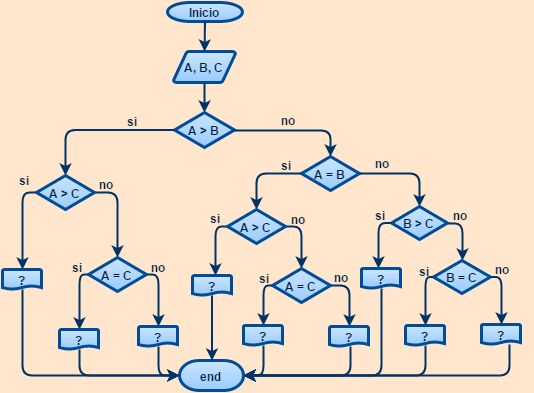 Inicio
A, B, C
si
A > B
no
si
A = B
no
si
A > C
no
si
A > C
no
si
B > C
no
?
si
A = C
no
?
si
A = C
no
?
si
B = C
no
?
?
?
?
?
?
end